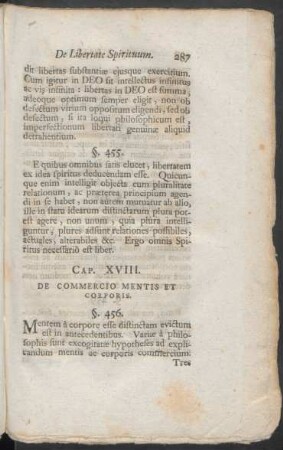 De Libertate Spirituum. 287
dit libertas substantiæ ejusque exercitium.
Cum igitur in DEO sit intellectus infinitus
ac vis infinita: libertas in DEO est summa,
adeoque optimum semper eligit, non ob
defectum virium oppositum eligendi, sed ob
defectum, si ita loqui philosophicum est,
imperfectionum libertati genuinæ aliquid
detrahentium.
§. 455.
E quibus omnibus satis elucet, libertatem
ex idea spiritus deducendam esse. Quicun-
que enim intelligit objecta cum pluralitate
relationum, ac præterea principium agen-
di in se habet, non autem mutuatur ab alio,
ille in statu idearum distinctarum plura pot-
est agere, non unum, quia plura intelli-
guntur, plures adsunt relationes possibiles,
actuales, alterabiles &c. Ergo omnis Spi-
ritus necessario est liber.
CAP. XVIII.
DE COMMERCIO MENTIS ET
CORPORIS.
§. 456.
Mentem à corpore esse distinctam evictum
est in antecedentibus. Variæ à philo-
sophis sunt excogitatæ hypotheses ad expli-
candum mentis ac corporis commercium.
Tres